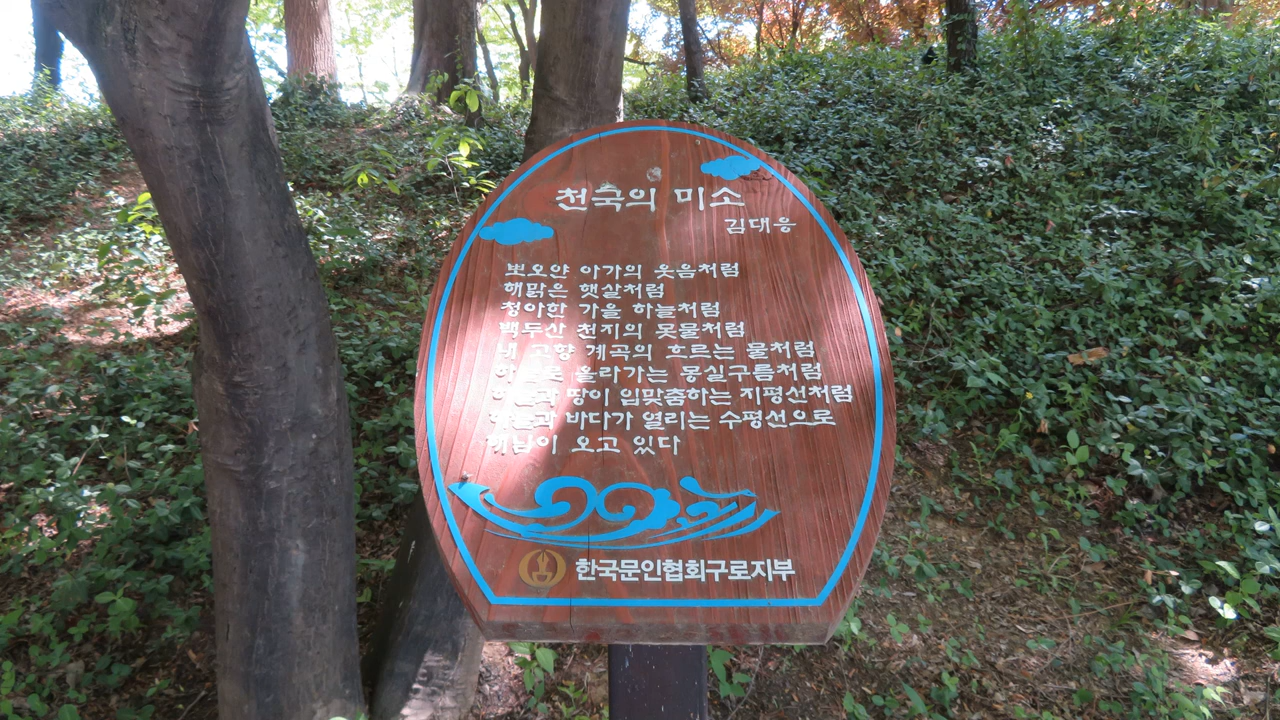 천국의 미소
김대응
뽀오얀 아가의 웃음처럼
해맑은 햇살처럼
청아한 가을 하늘처럼
백두산 천지의 못물처럼
내 고향 계곡의 흐르는 물처럼
하늘로 올라가는 몽실구름처럼
하늘과 땅이 입맞춤하는 지평선처럼
하늘과 바다가 열리는 수평선으로
해님이 오고 있다
한국문인협회구로지부